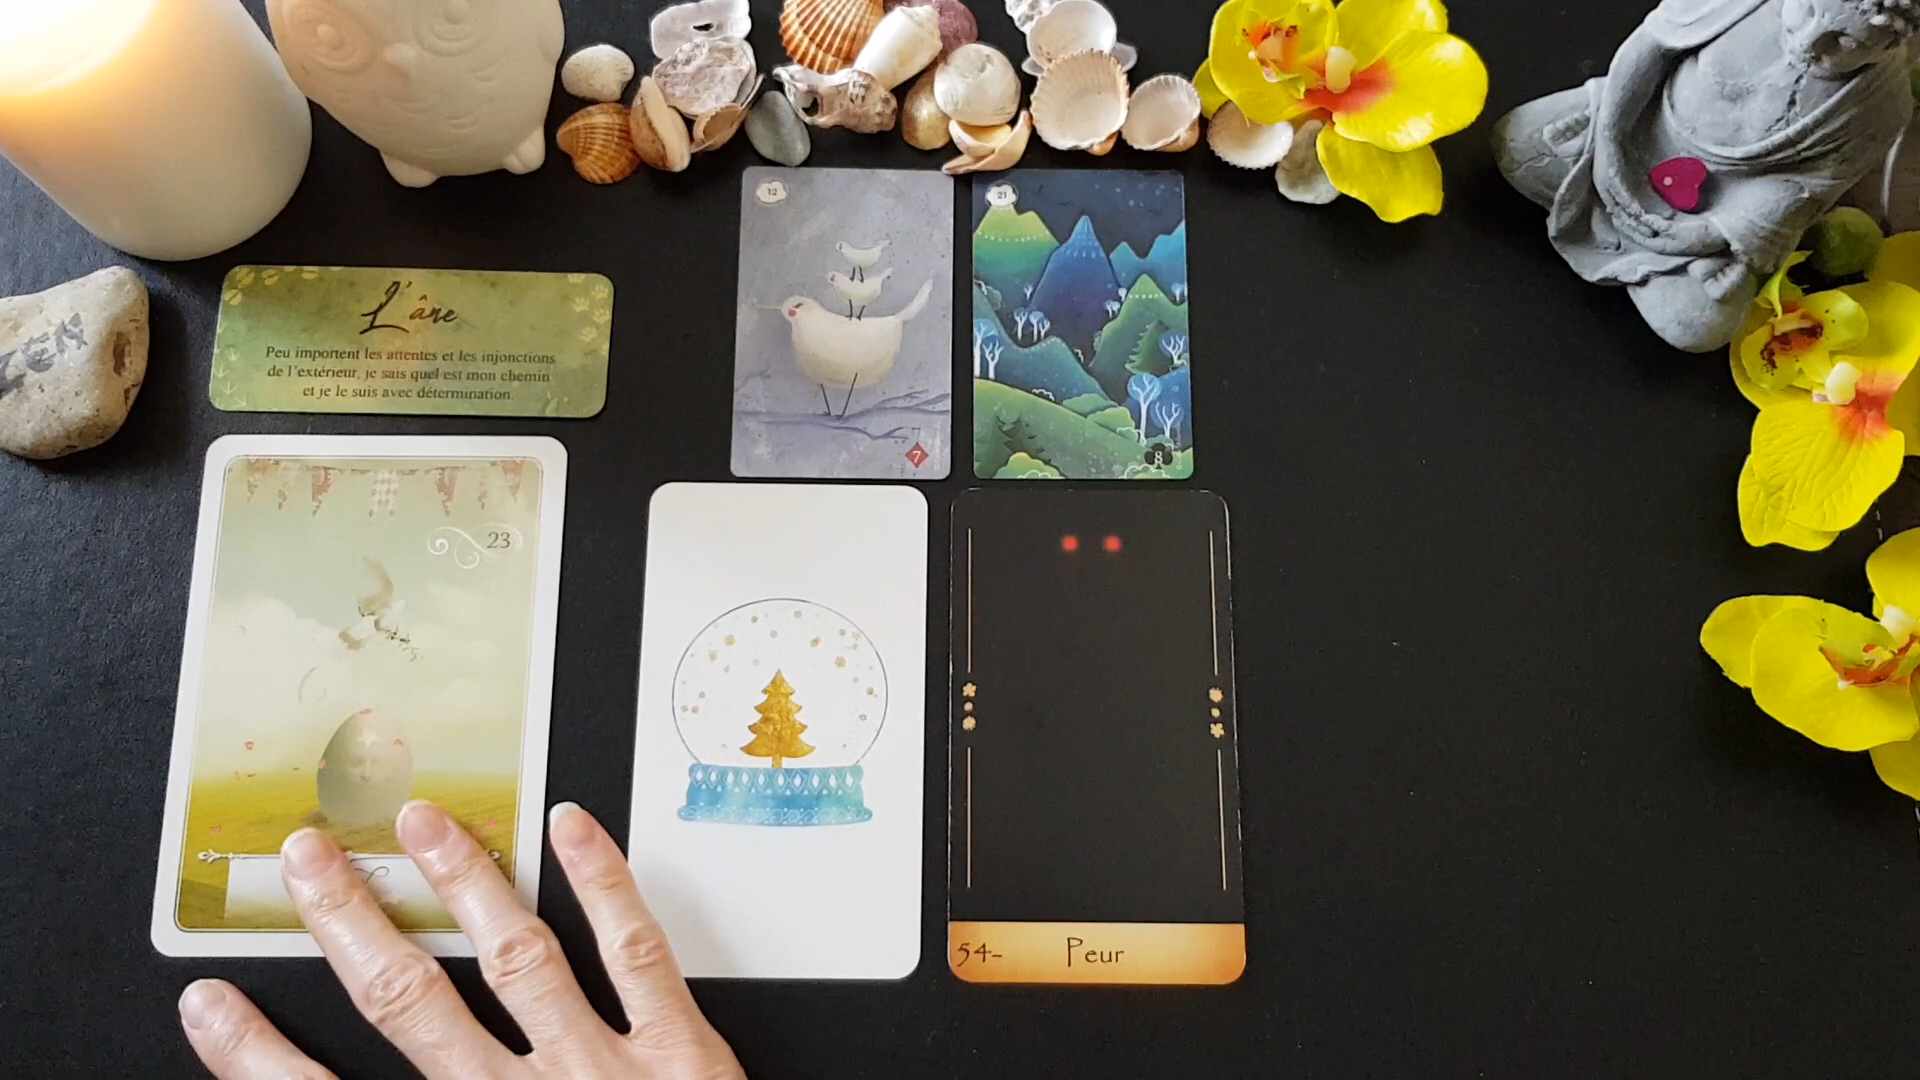 ZEN
L'âne
Peu importent les attentes et les injonctions
de l'extérieur, je sais quel est mon chemin
et je le suis avec détermination.
12
7
21
8
23
54- Peur